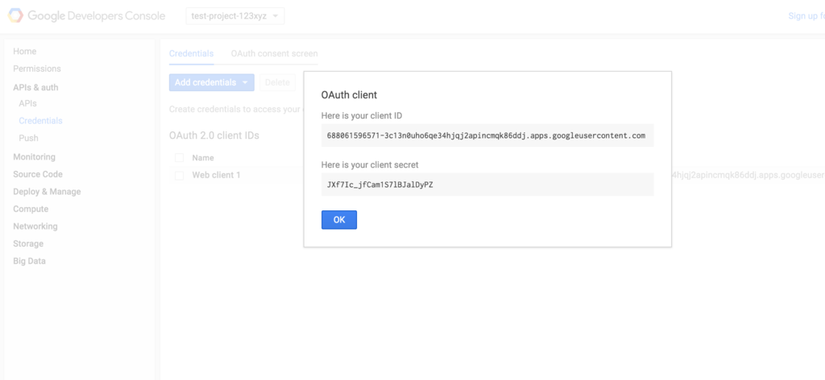 Google Developers Console test-project-123xyz Sign up fo
Home
Permissions
APIs & auth
APIs
Credentials
Push
Monitoring
Source Code
Deploy & Manage
Compute
Networking
Storage
Big Data
Credentials OAuth consent screen
Add credentials Delete
Create credentials to access your
OAuth 2.0 client IDs
Name
Web client 1
4hjqj2apincmqk86ddj.apps.googleuser
OAuth client
Here is your client ID
688061596571-3c13n0uho6qe34hjqj2apincmqk86ddj.apps.googleusercontent.com
Here is your client secret
JXf7Ic_jfCam1S7lBJalDyPZ
OK